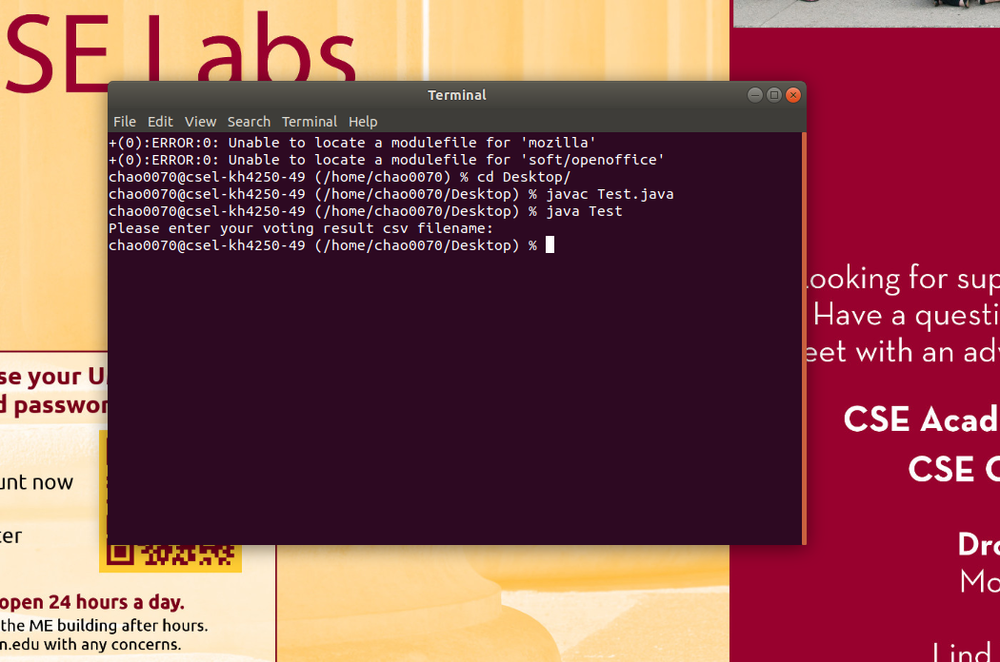 SE Labs
Terminal
File Edit View Search Terminal Help
+(0):ERROR:0: Unable to locate a modulefile for 'mozilla'
+(0):ERROR:0: Unable to locate a modulefile for 'soft/openoffice'
chao0070@csel-kh4250-49 (/home/chao0070) % cd Desktop/
chao0070@csel-kh4250-49 (/home/chao0070/Desktop) % javac Test.java
chao0070@csel-kh4250-49 (/home/chao0070/Desktop) % java Test
Please enter your voting result csv filename:
chao0070@csel-kh4250-49 (/home/chao0070/Desktop) %
se your U
d passwor
unt now
ter
open 24 hours a day.
the ME building after hours.
n.edu with any concerns.
ooking for sup
Have a questi
eet with an adv
CSE Acad
CSE
Dro
Mo
Lind